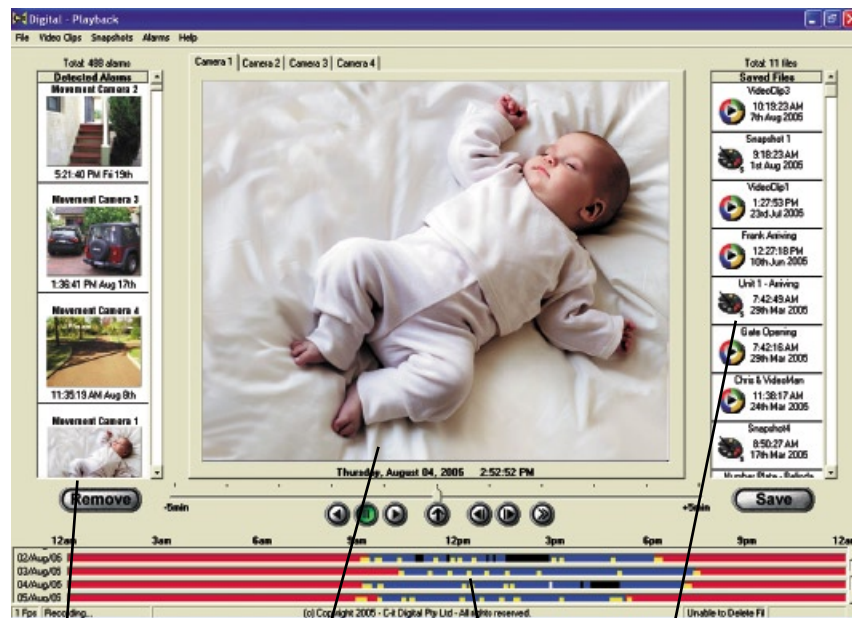 Digital - Playback
File Video Clips Snapshots Alarms Help
Total: 488 alarms
Detected Alarms
Movement Camera 2
5:21:40 PM Fri 19th
Movement Camera 3
1:36:41 PM Aug 17th
Movement Camera 4
11:35:19 AM Aug 8th
Movement Camera 1
Remove
Camera 1 Camera 2 Camera 3 Camera 4
Thursday, August 04, 2005 2:52:52 PM
-5min
+5min
Total: 11 files
Saved Files
VideoClip3
10:19:23 AM
7th Aug 2005
Snapshot 1
9:18:23 AM
1st Aug 2005
VideoClip1
1:27:53 PM
23rd Jul 2005
Frank Arriving
12:27:18 PM
10th Jun 2005
Unit 1 - Arriving
7:42:49 AM
29th Mar 2005
Gate Opening
7:42:16 AM
29th Mar 2005
Chris & VideoMan
11:38:17 AM
24th Mar 2005
Snapshot4
8:50:27 AM
17th Mar 2005
Number Plate - Belinda
Save
12am 3am 6am 9am 12pm 3pm 6pm 9pm 12am
02/Aug/05
03/Aug/05
04/Aug/05
05/Aug/05
1 Fps Recording... (c) Copyright 2005 - C-it Digital Pty Ltd - All rights reserved. Unable to Delete Fil